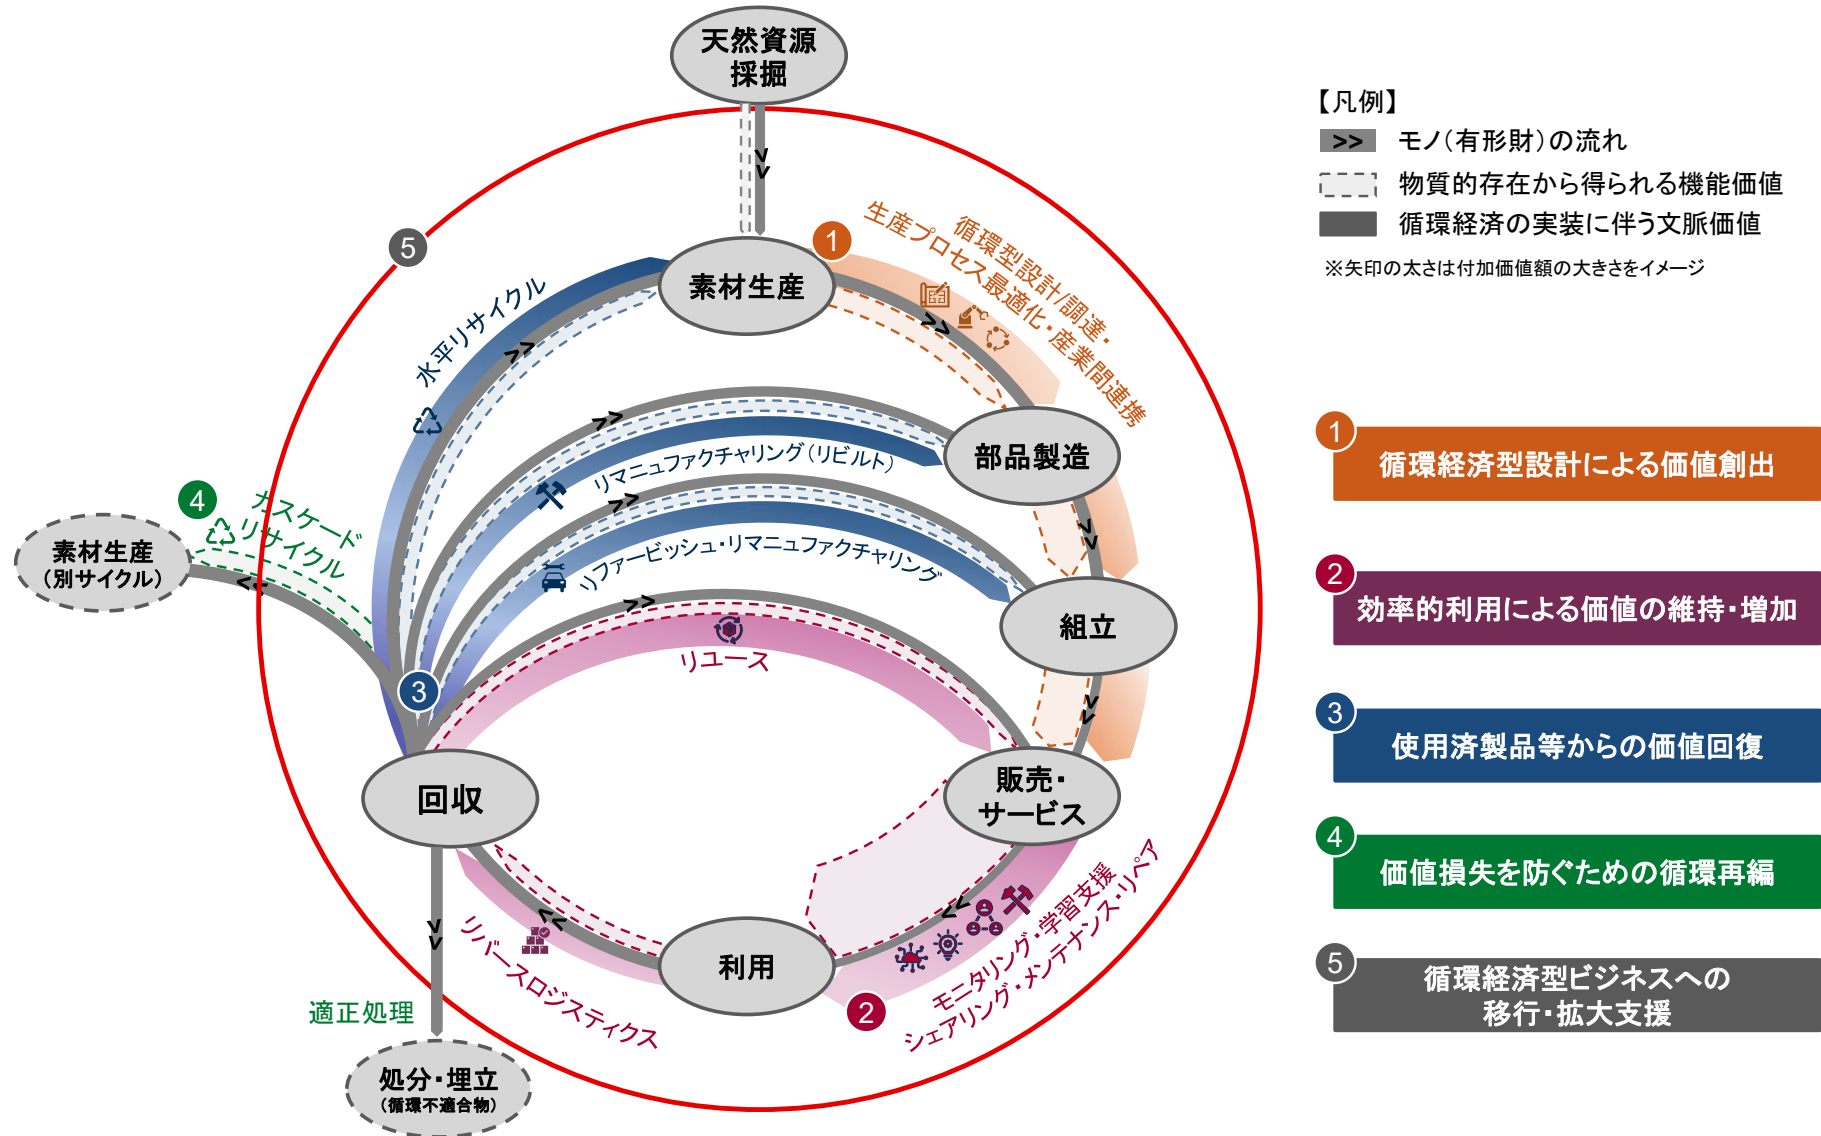 天然資源
採掘
【凡例】
>> モノ(有形財)の流れ
物質的存在から得られる機能価値
循環経済の実装に伴う文脈価値
※矢印の太さは付加価値額の大きさをイメージ
5
1
循環型設計/調達・
生産プロセス最適化・産業間連携
素材生産
水平リサイクル
部品製造
リマニュファクチャリング(リビルト)
4
カスケード
リサイクル
素材生産
(別サイクル)
リファービッシュ・リマニュファクチャリング
組立
リユース
3
回収
販売・
サービス
利用
モニタリング・学習支援
シェアリング・メンテナンス・リペア
2
リバースロジスティクス
適正処理
処分・埋立
(循環不適合物)
1
循環経済型設計による価値創出
2
効率的利用による価値の維持・増加
3
使用済製品等からの価値回復
4
価値損失を防ぐための循環再編
5
循環経済型ビジネスへの
移行・拡大支援